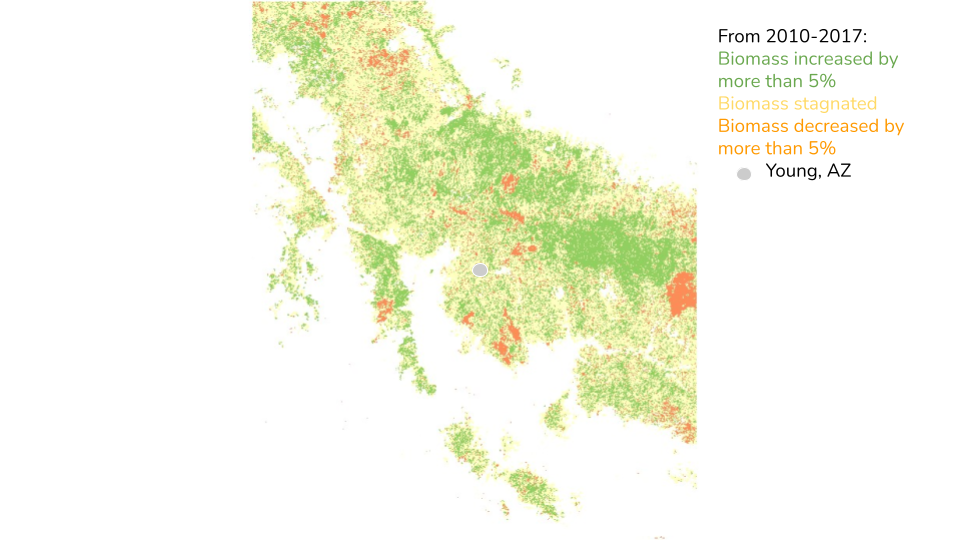 From 2010-2017:
Biomass increased by
more than 5%
Biomass stagnated
Biomass decreased by
more than 5%
Young, AZ